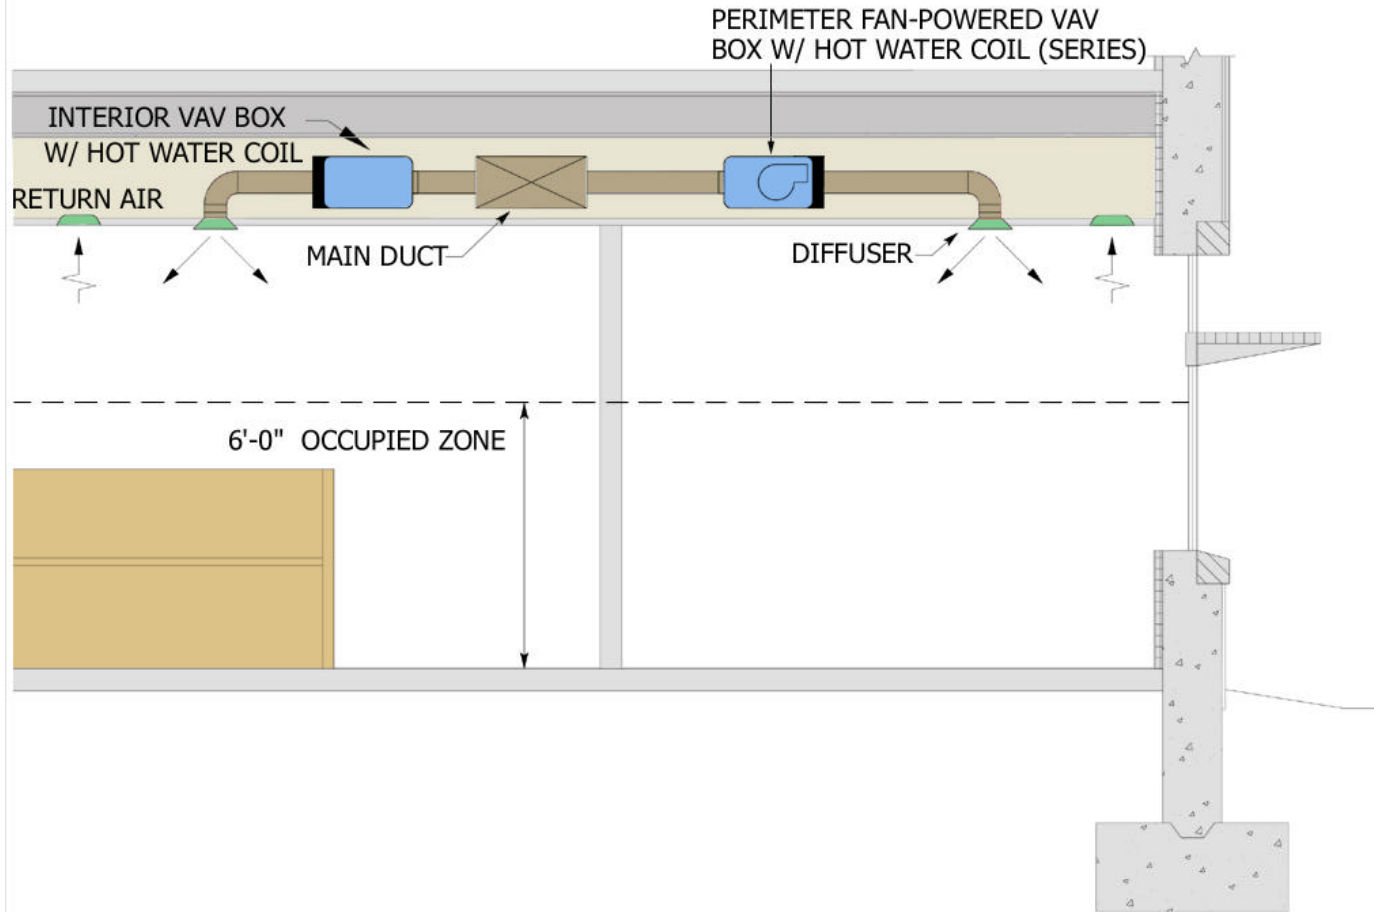 PERIMETER FAN-POWERED VAV
BOX W/ HOT WATER COIL (SERIES)
INTERIOR VAV BOX
W/ HOT WATER COIL
RETURN AIR
MAIN DUCT
DIFFUSER
6'-0" OCCUPIED ZONE